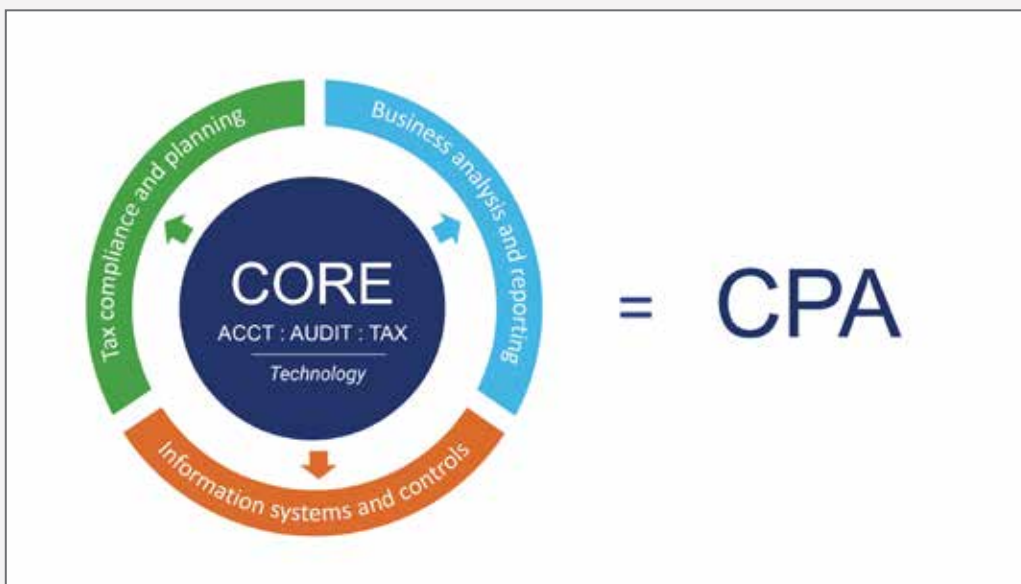 Tax compliance and planning
Business analysis and reporting
CORE
ACCT : AUDIT : TAX
Technology
Information systems and controls
= CPA